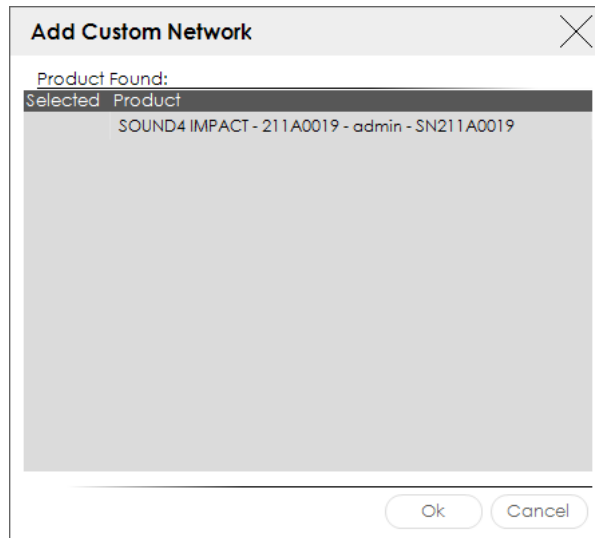 Add Custom Network
Product Found:
Selected Product
SOUND4 IMPACT - 211A0019 - admin - SN211A0019
Ok Cancel